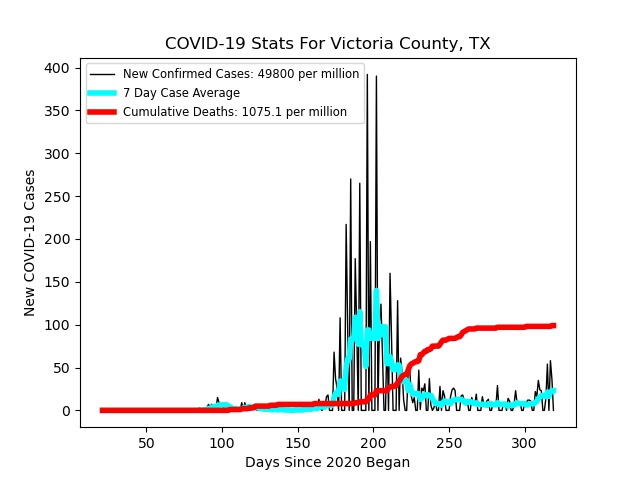 COVID-19 Stats For Victoria County, TX
New Confirmed Cases: 49800 per million
7 Day Case Average
Cumulative Deaths: 1075.1 per million
New COVID-19 Cases
400
350
300
250
200
150
100
50
0
50 100 150 200 250 300
Days Since 2020 Began